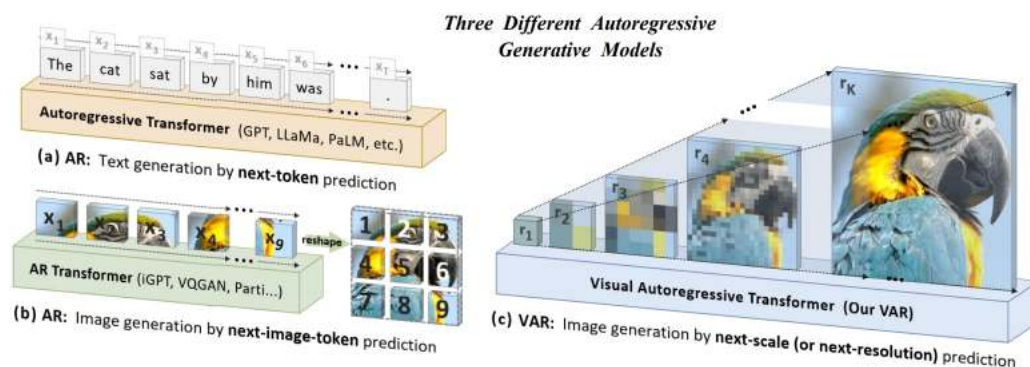 Three Different Autoregressive
Generative Models
x1 x2 x3 x4 x5 x6 ••• xT
The cat sat by him was ••• .
Autoregressive Transformer (GPT, LLaMa, PaLM, etc.)
(a) AR: Text generation by next-token prediction
x1 x2 x3 x4 ••• x9
reshape
1 2 3
4 5 6
7 8 9
AR Transformer (iGPT, VQGAN, Parti...)
(b) AR: Image generation by next-image-token prediction
r1 r2 r3 r4 ••• rK
•••
Visual Autoregressive Transformer (Our VAR)
(c) VAR: Image generation by next-scale (or next-resolution) prediction